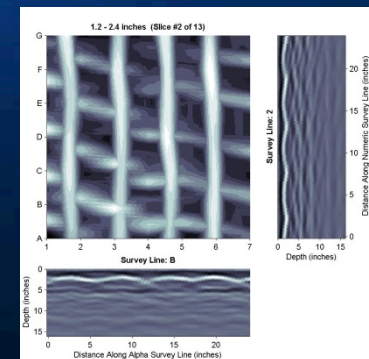 1.2 - 2.4 inches (Slice #2 of 13)
G
F
E
D
C
B
A
1 2 3 4 5 6 7
Survey Line: 2
Distance Along Numeric Survey Line (inches)
20
15
10
5
0
0 5 10 15
Depth (inches)
Survey Line: B
Depth (inches)
0
5
10
15
0 5 10 15 20
Distance Along Alpha Survey Line (inches)